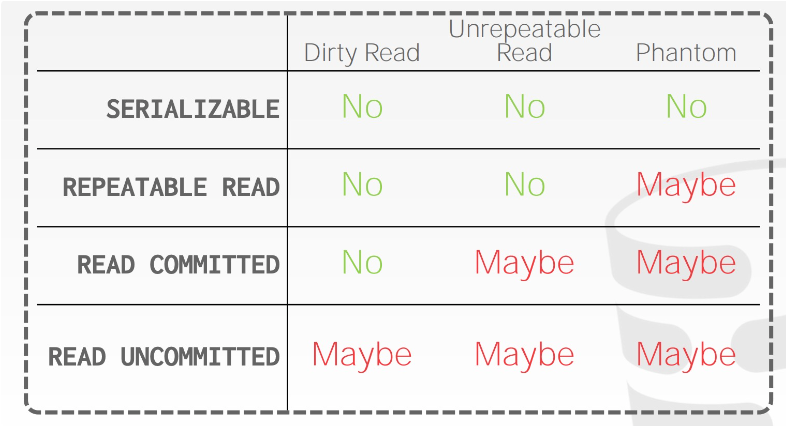 Dirty Read Unrepeatable Read Phantom
SERIALIZABLE No No No
REPEATABLE READ No No Maybe
READ COMMITTED No Maybe Maybe
READ UNCOMMITTED Maybe Maybe Maybe